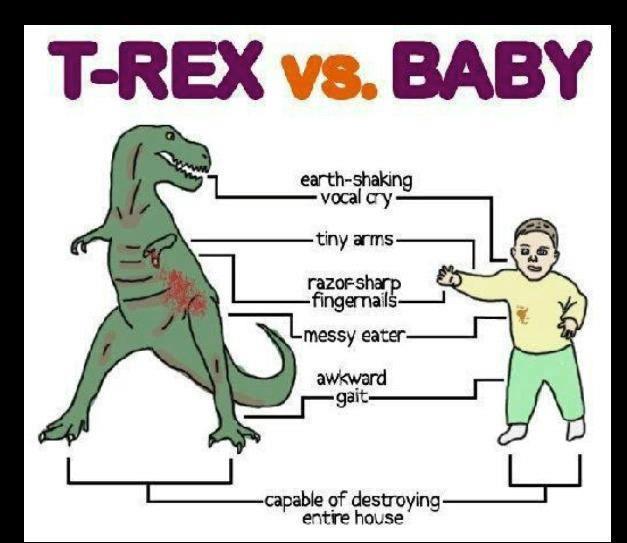 T-REX vs. BABY
earth-shaking
vocal cry
tiny arms
razor-sharp
fingernails
messy eater
awkward
gait
capable of destroying
entire house